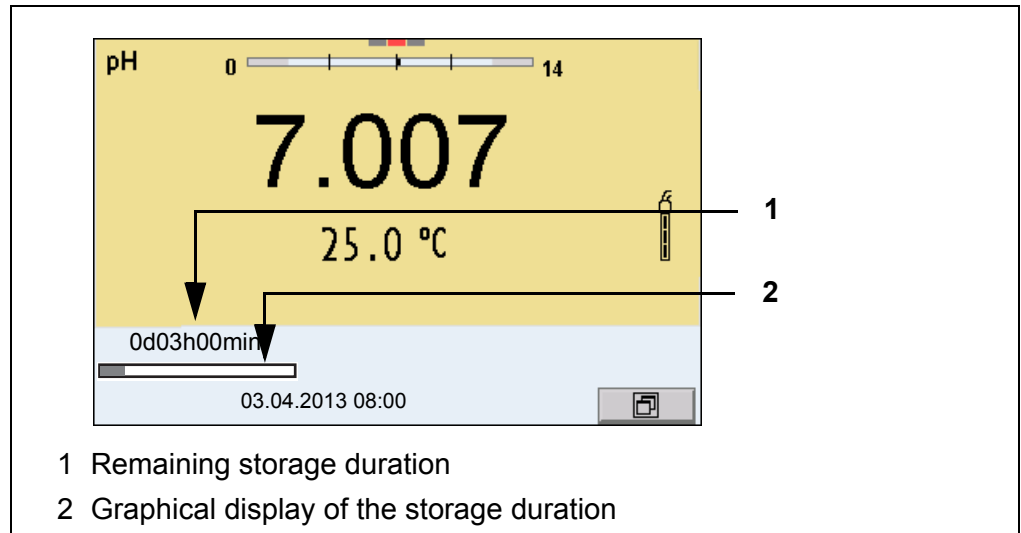 pH
0 14
7.007
25.0 °C
1
2
0d03h00min
03.04.2013 08:00
1 Remaining storage duration
2 Graphical display of the storage duration